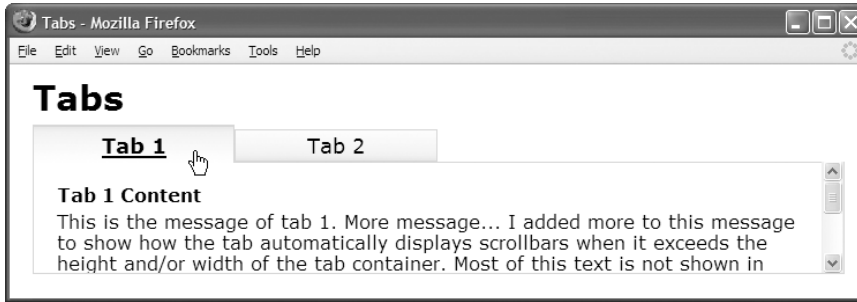 Tabs - Mozilla Firefox
File Edit View Go Bookmarks Tools Help
Tabs
Tab 1 Tab 2
Tab 1 Content
This is the message of tab 1. More message... I added more to this message
to show how the tab automatically displays scrollbars when it exceeds the
height and/or width of the tab container. Most of this text is not shown in